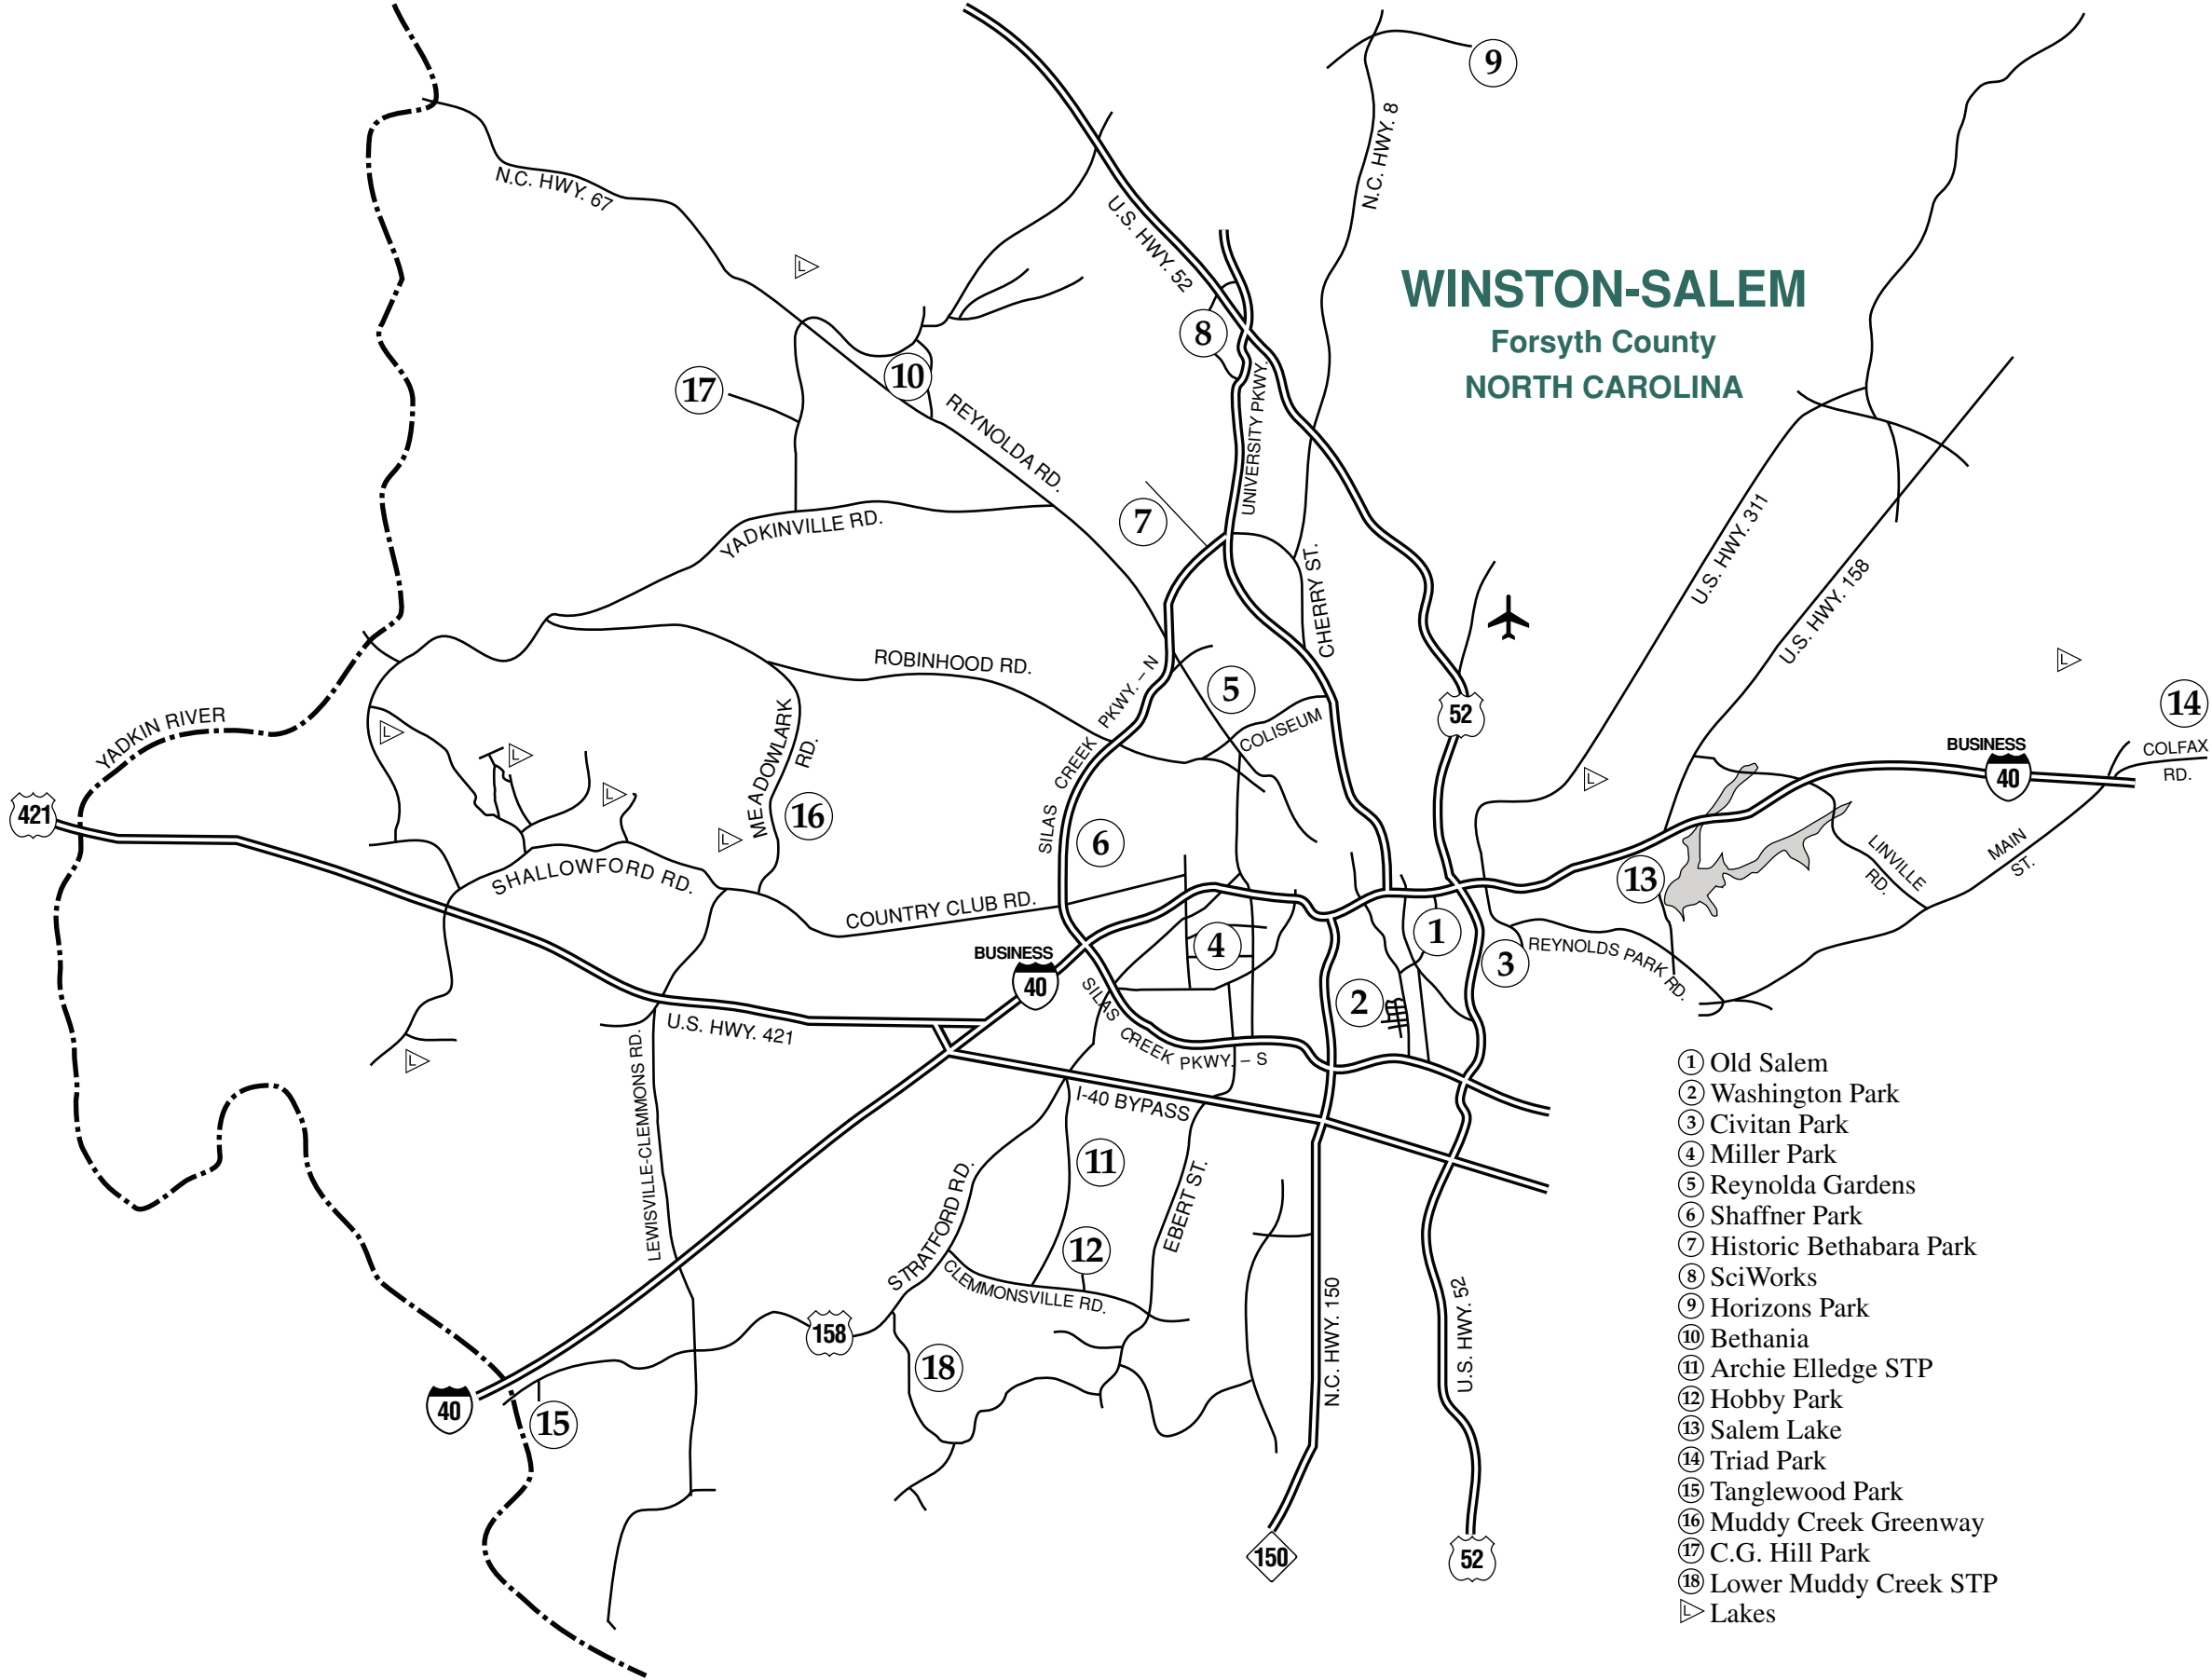 9
N.C. HWY. 8
N.C. HWY. 67
U.S. HWY. 52
L
WINSTON-SALEM
Forsyth County
NORTH CAROLINA
8
10
17
REYNOLDA RD.
UNIVERSITY PKWY.
7
YADKINVILLE RD.
U.S. HWY. 311
U.S. HWY. 158
CHERRY ST.
ROBINHOOD RD.
SILAS CREEK PKWY. – N
5
L
14
YADKIN RIVER
L
L
MEADOWLARK
RD.
COLISEUM
52
BUSINESS
40
COLFAX
RD.
421
L
L
16
L
6
SHALLOWFORD RD.
COUNTRY CLUB RD.
13
LINVILLE
RD.
MAIN
ST.
BUSINESS
40
4
1
3
REYNOLDS PARK RD.
2
U.S. HWY. 421
SILAS CREEK PKWY. – S
L
LEWISVILLE-CLEMMONS RD.
I-40 BYPASS
11
STRATFORD RD.
EBERT ST.
12
CLEMMONSVILLE RD.
158
18
N.C. HWY. 150
U.S. HWY. 52
40
15
150
52
1 Old Salem
2 Washington Park
3 Civitan Park
4 Miller Park
5 Reynolda Gardens
6 Shaffner Park
7 Historic Bethabara Park
8 SciWorks
9 Horizons Park
10 Bethania
11 Archie Elledge STP
12 Hobby Park
13 Salem Lake
14 Triad Park
15 Tanglewood Park
16 Muddy Creek Greenway
17 C.G. Hill Park
18 Lower Muddy Creek STP
L Lakes